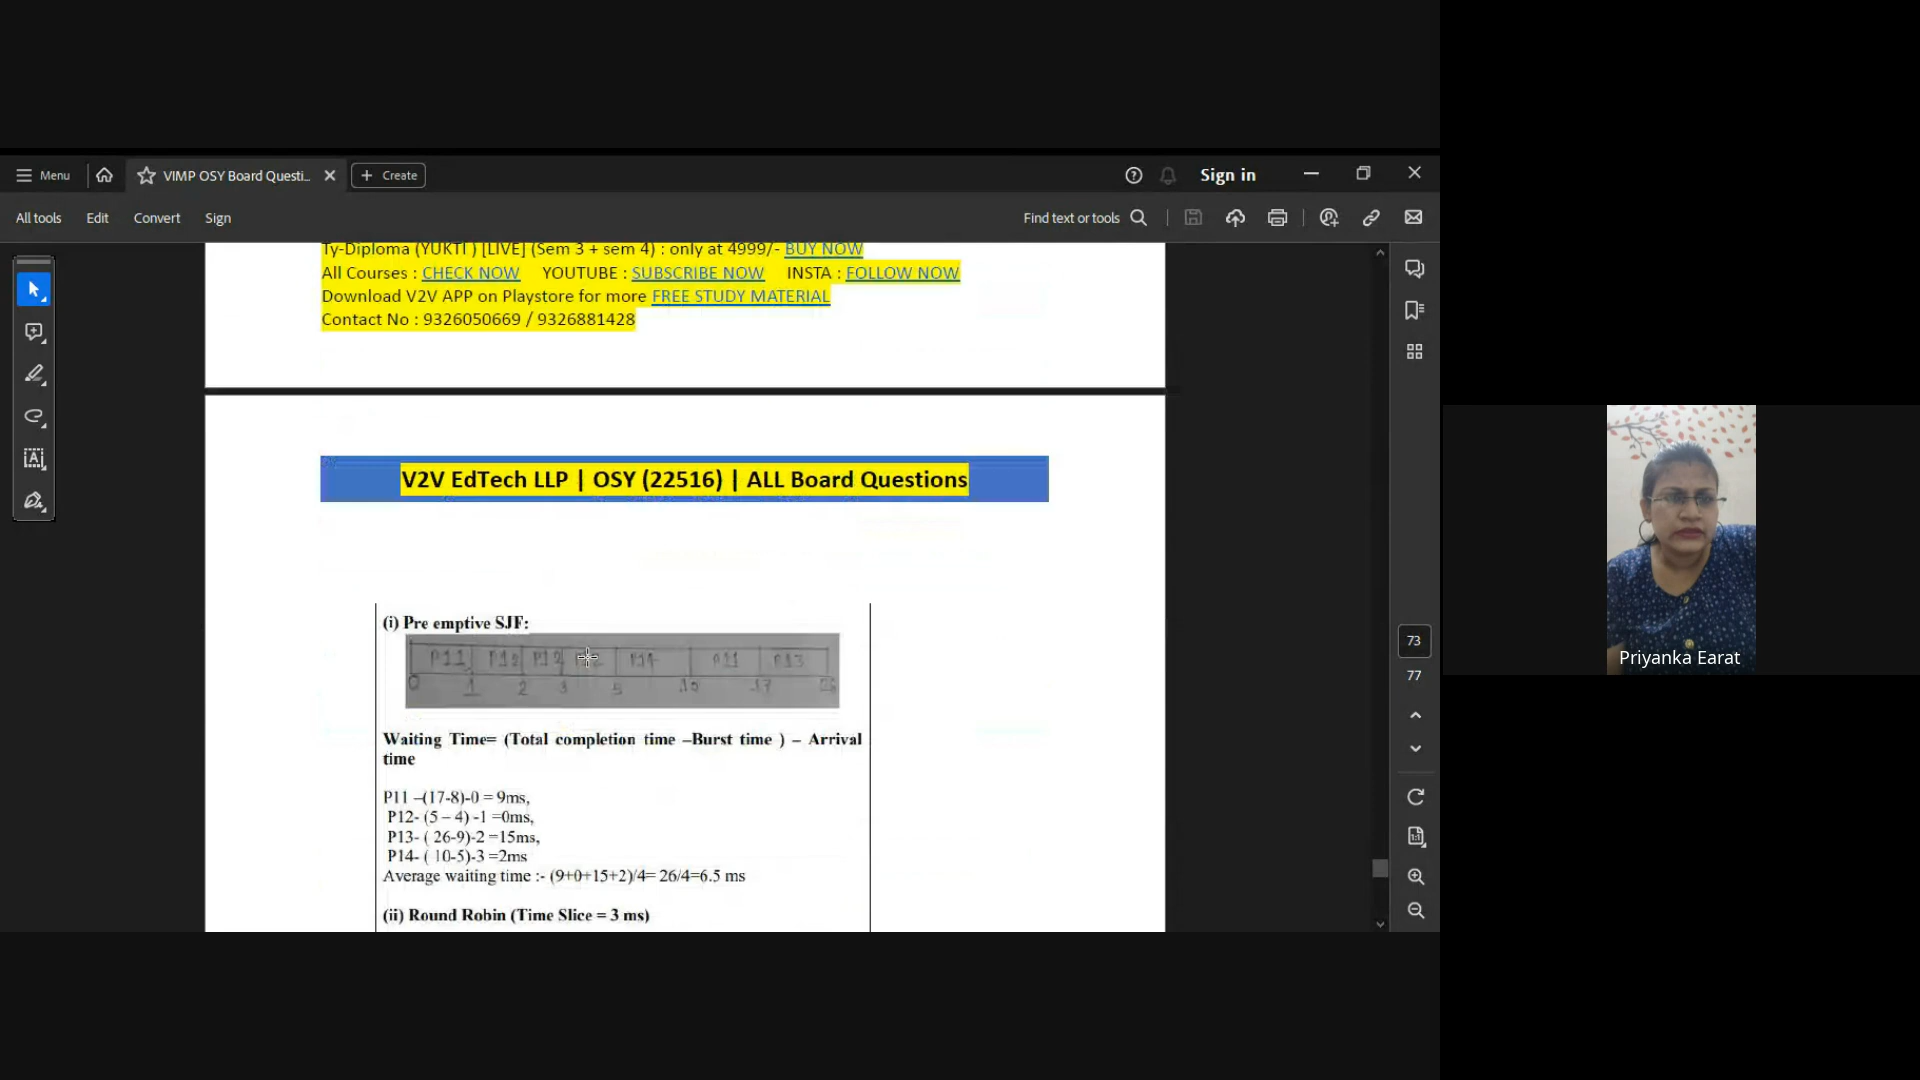 Menu
VIMP OSY Board Questi...
Create
Sign in
All tools
Edit
Convert
Sign
Find text or tools
Ty-Diploma (YUKTI ) [LIVE] (Sem 3 + sem 4) : only at 4999/- BUY NOW
All Courses : CHECK NOW YOUTUBE : SUBSCRIBE NOW INSTA : FOLLOW NOW
Download V2V APP on Playstore for more FREE STUDY MATERIAL
Contact No : 9326050669 / 9326881428
V2V EdTech LLP | OSY (22516) | ALL Board Questions
(i) Pre emptive SJF:
P11 P12 P12 P14 P11 P13
0 1 2 3 5 10 17 26
Waiting Time= (Total completion time –Burst time ) – Arrival
time
P11 –(17-8)-0 = 9ms,
P12- (5 – 4) -1 =0ms,
P13- ( 26-9)-2 =15ms,
P14- ( 10-5)-3 =2ms
Average waiting time :- (9+0+15+2)/4= 26/4=6.5 ms
(ii) Round Robin (Time Slice = 3 ms)
73
77
Priyanka Earat